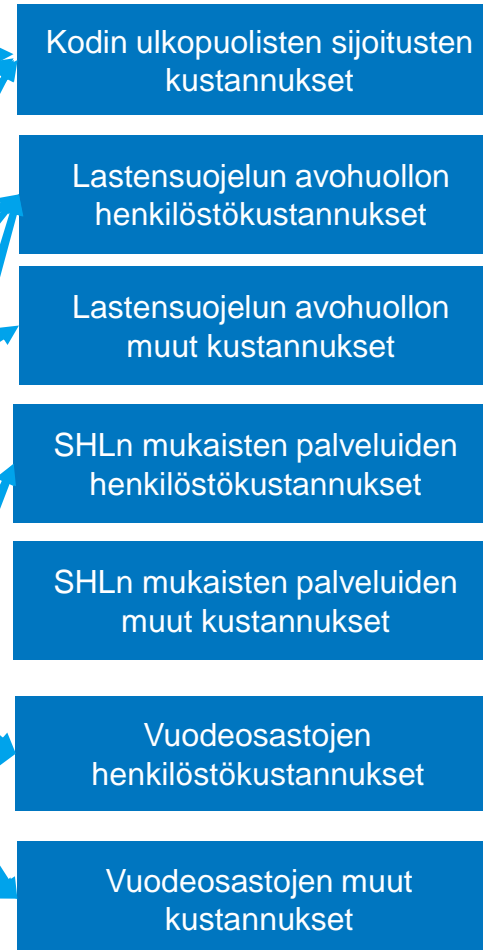 Kodin ulkopuolisten sijoitusten
kustannukset
Lastensuojelun avohuollon
henkilöstökustannukset
Lastensuojelun avohuollon
muut kustannukset
SHLn mukaisten palveluiden
henkilöstökustannukset
SHLn mukaisten palveluiden
muut kustannukset
Vuodeosastojen
henkilöstökustannukset
Vuodeosastojen muut
kustannukset